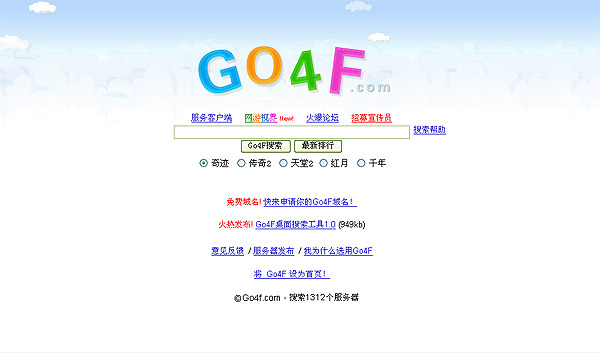 GO4F.com
服务客户端 网游视界 New! 火爆论坛 招募宣传员
搜索帮助
Go4F搜索 最新排行
奇迹 传奇2 天堂2 红月 千年
免费域名! 快来申请你的Go4F域名!
火热发布! Go4F桌面搜索工具1.0 (949kb)
意见反馈 / 服务器发布 / 我为什么选用Go4F
将 Go4F 设为首页!
©Go4f.com - 搜索1312个服务器